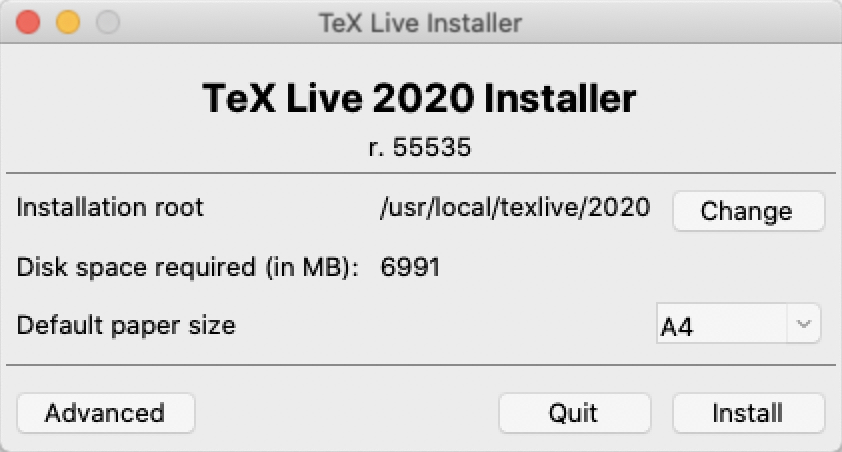 TeX Live Installer
TeX Live 2020 Installer
r. 55535
Installation root /usr/local/texlive/2020 Change
Disk space required (in MB): 6991
Default paper size A4
Advanced Quit Install